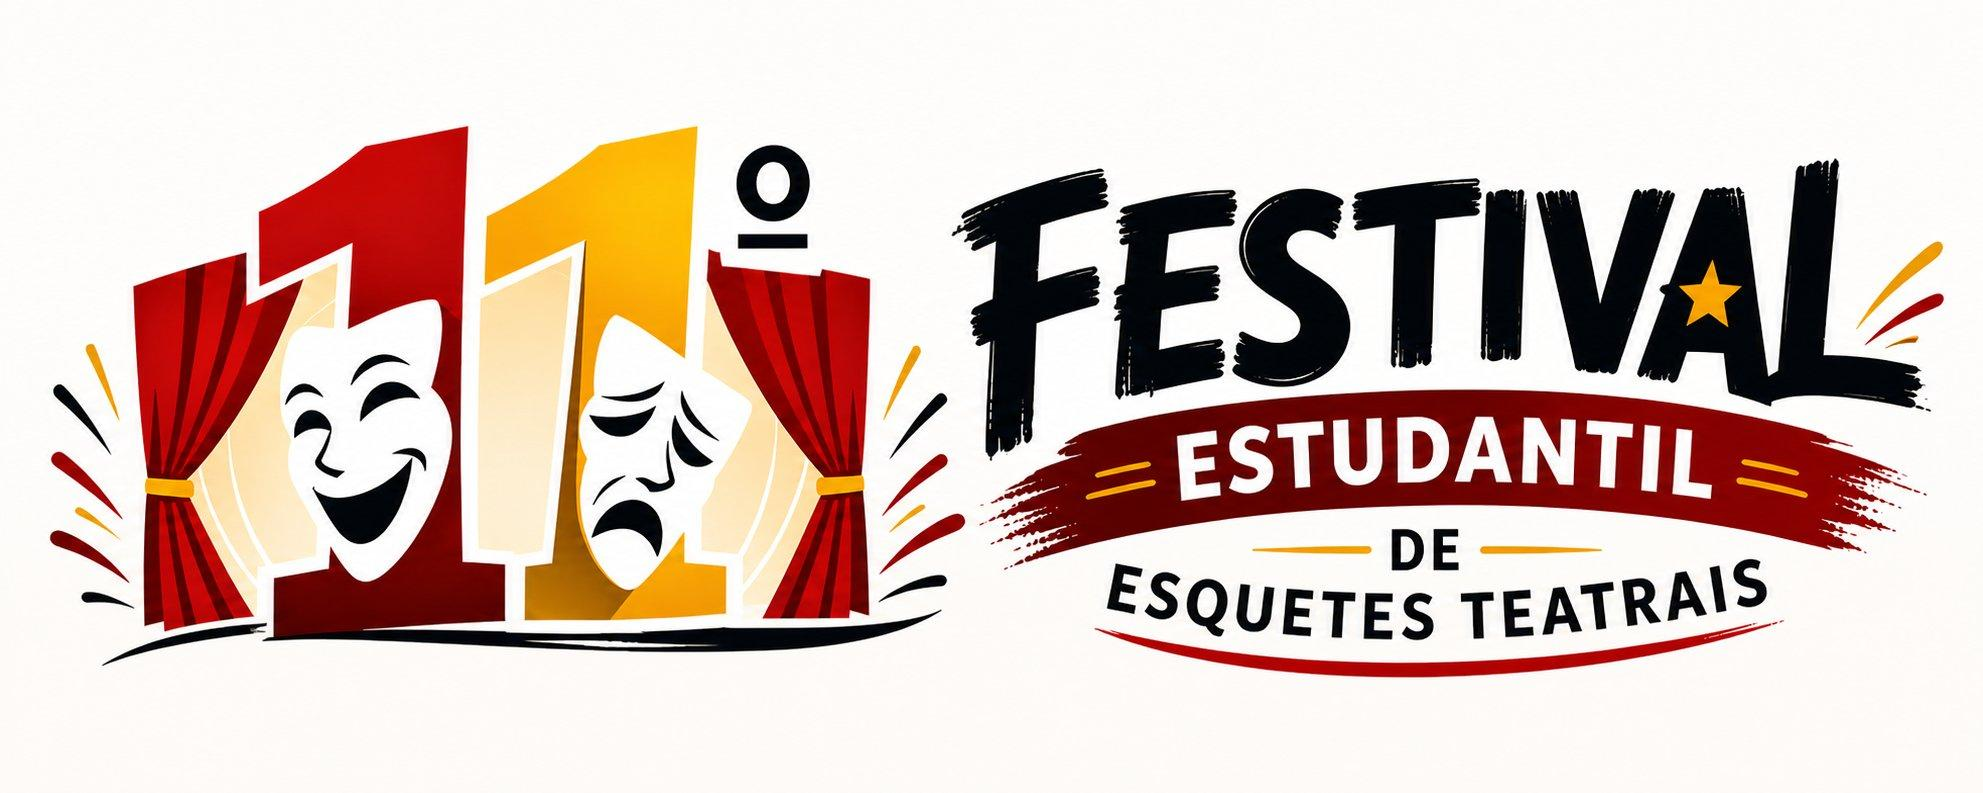 11º
FESTIVAL
ESTUDANTIL
DE
ESQUETES TEATRAIS